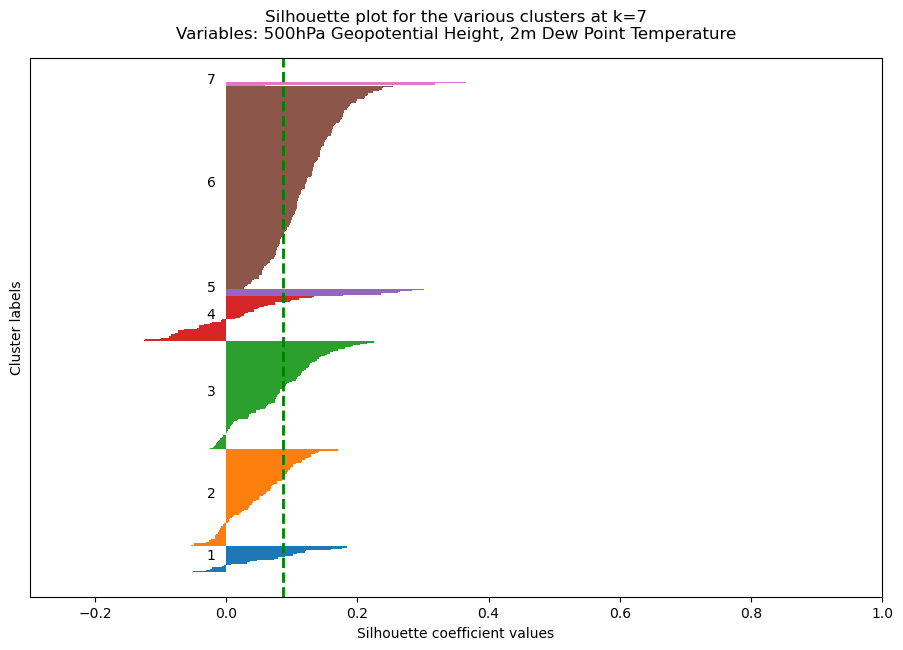 Silhouette plot for the various clusters at k=7
Variables: 500hPa Geopotential Height, 2m Dew Point Temperature
Cluster labels
7
6
5
4
3
2
1
−0.2 0.0 0.2 0.4 0.6 0.8 1.0
Silhouette coefficient values